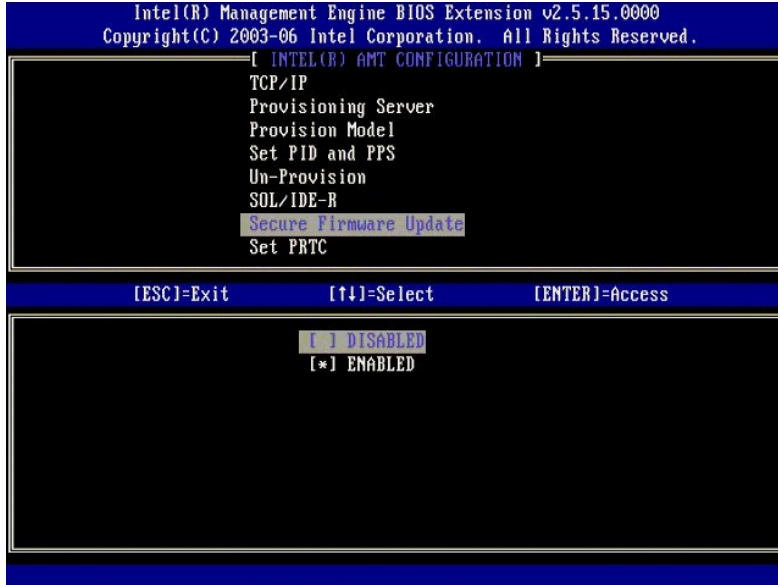 Intel(R) Management Engine BIOS Extension v2.5.15.0000
Copyright(C) 2003-06 Intel Corporation. All Rights Reserved.
[ INTEL(R) AMT CONFIGURATION ]
TCP/IP
Provisioning Server
Provision Model
Set PID and PPS
Un-Provision
SOL/IDE-R
Secure Firmware Update
Set PRTC
[ESC]=Exit [↑↓]=Select [ENTER]=Access
[ ] DISABLED
[*] ENABLED